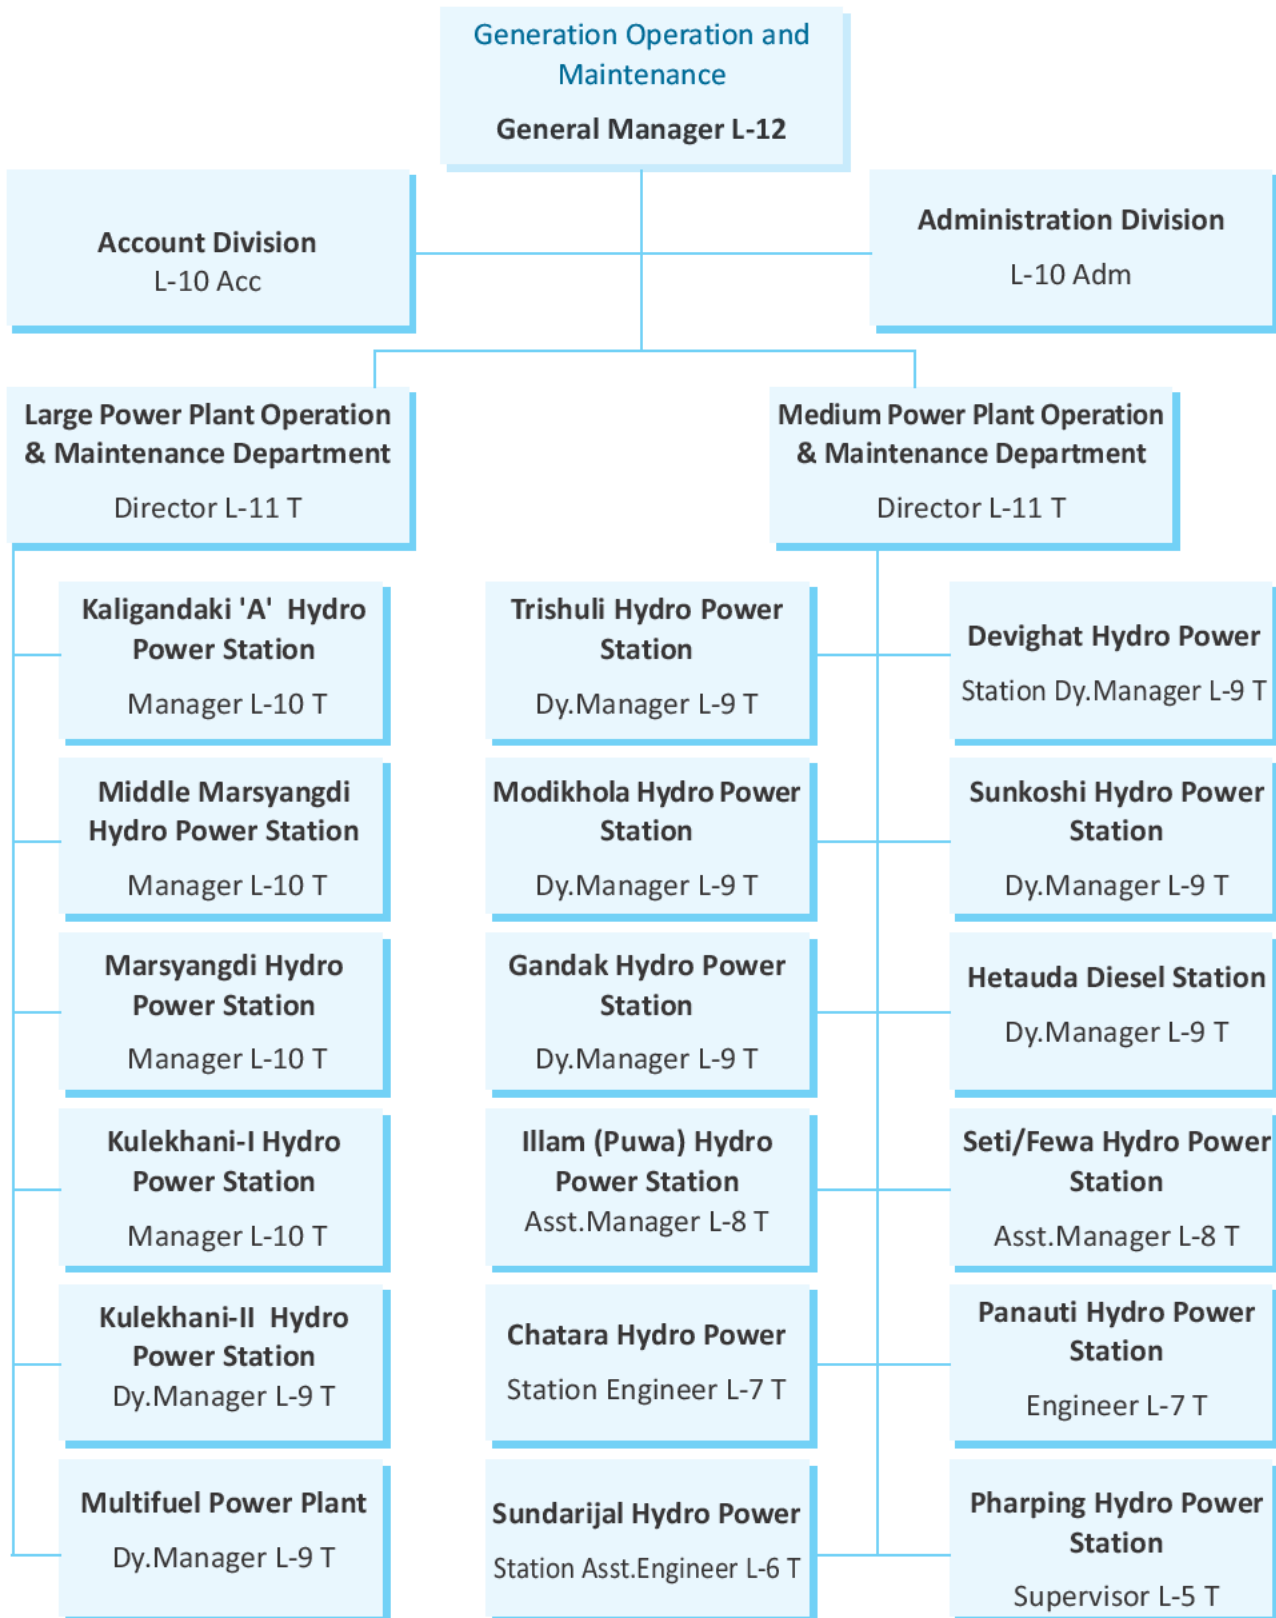 Generation Operation and
Maintenance
General Manager L-12
Account Division
L-10 Acc
Administration Division
L-10 Adm
Large Power Plant Operation
& Maintenance Department
Director L-11 T
Medium Power Plant Operation
& Maintenance Department
Director L-11 T
Kaligandaki 'A' Hydro
Power Station
Manager L-10 T
Middle Marsyangdi
Hydro Power Station
Manager L-10 T
Marsyangdi Hydro
Power Station
Manager L-10 T
Kulekhani-I Hydro
Power Station
Manager L-10 T
Kulekhani-II Hydro
Power Station
Dy.Manager L-9 T
Multifuel Power Plant
Dy.Manager L-9 T
Trishuli Hydro Power
Station
Dy.Manager L-9 T
Devighat Hydro Power
Station Dy.Manager L-9 T
Modikhola Hydro Power
Station
Dy.Manager L-9 T
Sunkoshi Hydro Power
Station
Dy.Manager L-9 T
Gandak Hydro Power
Station
Dy.Manager L-9 T
Hetauda Diesel Station
Dy.Manager L-9 T
Illam (Puwa) Hydro
Power Station
Asst.Manager L-8 T
Seti/Fewa Hydro Power
Station
Asst.Manager L-8 T
Chatara Hydro Power
Station Engineer L-7 T
Panauti Hydro Power
Station
Engineer L-7 T
Sundarijal Hydro Power
Station Asst.Engineer L-6 T
Pharping Hydro Power
Station
Supervisor L-5 T